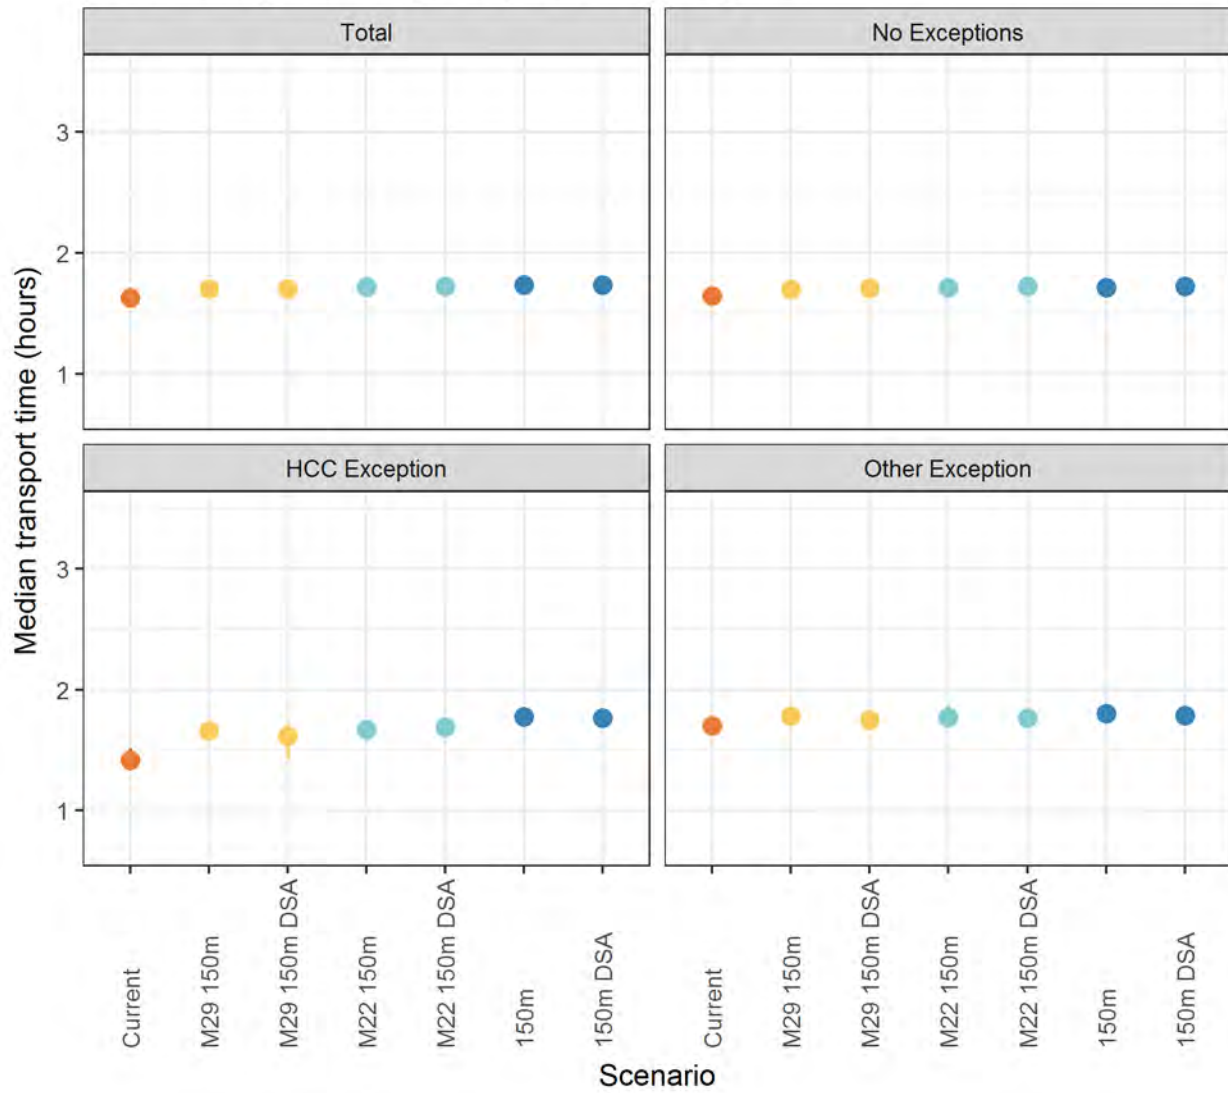 Total
No Exceptions
3
2
1
HCC Exception
Other Exception
3
2
1
Median transport time (hours)
Current
M29 150m
M29 150m DSA
M22 150m
M22 150m DSA
150m
150m DSA
Current
M29 150m
M29 150m DSA
M22 150m
M22 150m DSA
150m
150m DSA
Scenario